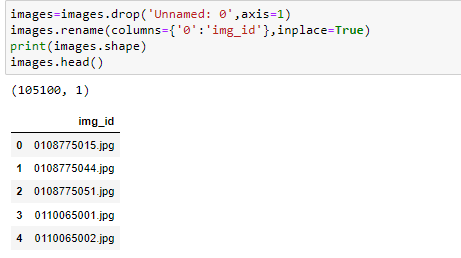 images=images.drop('Unnamed: 0',axis=1)
images.rename(columns={'0':'img_id'},inplace=True)
print(images.shape)
images.head()
(105100, 1)
img_id
0 0108775015.jpg
1 0108775044.jpg
2 0108775051.jpg
3 0110065001.jpg
4 0110065002.jpg